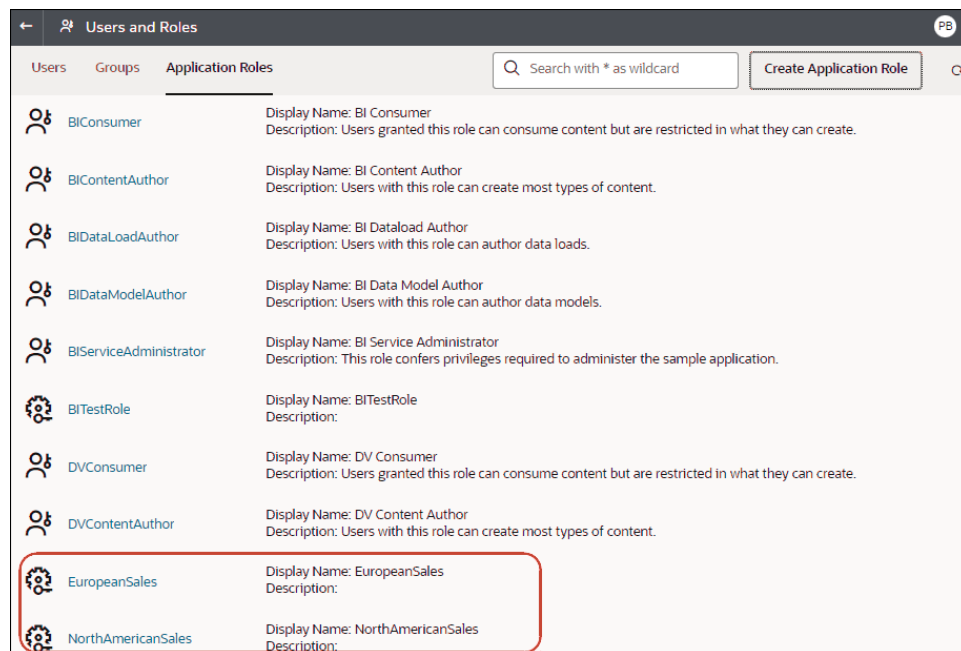 Users and Roles
PB
Users Groups Application Roles Search with * as wildcard Create Application Role
BIConsumer
Display Name: BI Consumer
Description: Users granted this role can consume content but are restricted in what they can create.
BIContentAuthor
Display Name: BI Content Author
Description: Users with this role can create most types of content.
BIDataLoadAuthor
Display Name: BI Dataload Author
Description: Users with this role can author data loads.
BIDataModelAuthor
Display Name: BI Data Model Author
Description: Users with this role can author data models.
BIServiceAdministrator
Display Name: BI Service Administrator
Description: This role confers privileges required to administer the sample application.
BITestRole
Display Name: BITestRole
Description:
DVConsumer
Display Name: DV Consumer
Description: Users granted this role can consume content but are restricted in what they can create.
DVContentAuthor
Display Name: DV Content Author
Description: Users with this role can create most types of content.
EuropeanSales
Display Name: EuropeanSales
Description:
NorthAmericanSales
Display Name: NorthAmericanSales
Description: